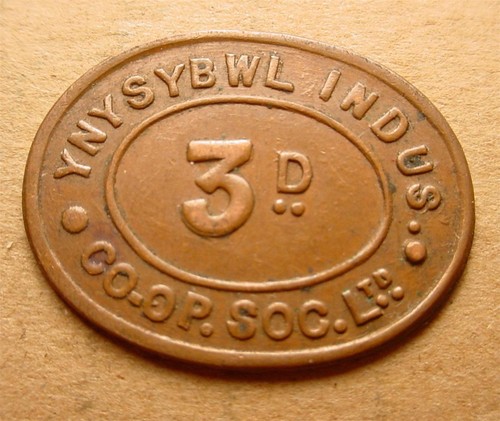 YNYSYBWL INDUS.
3D
CO-OP. SOC. LTD.